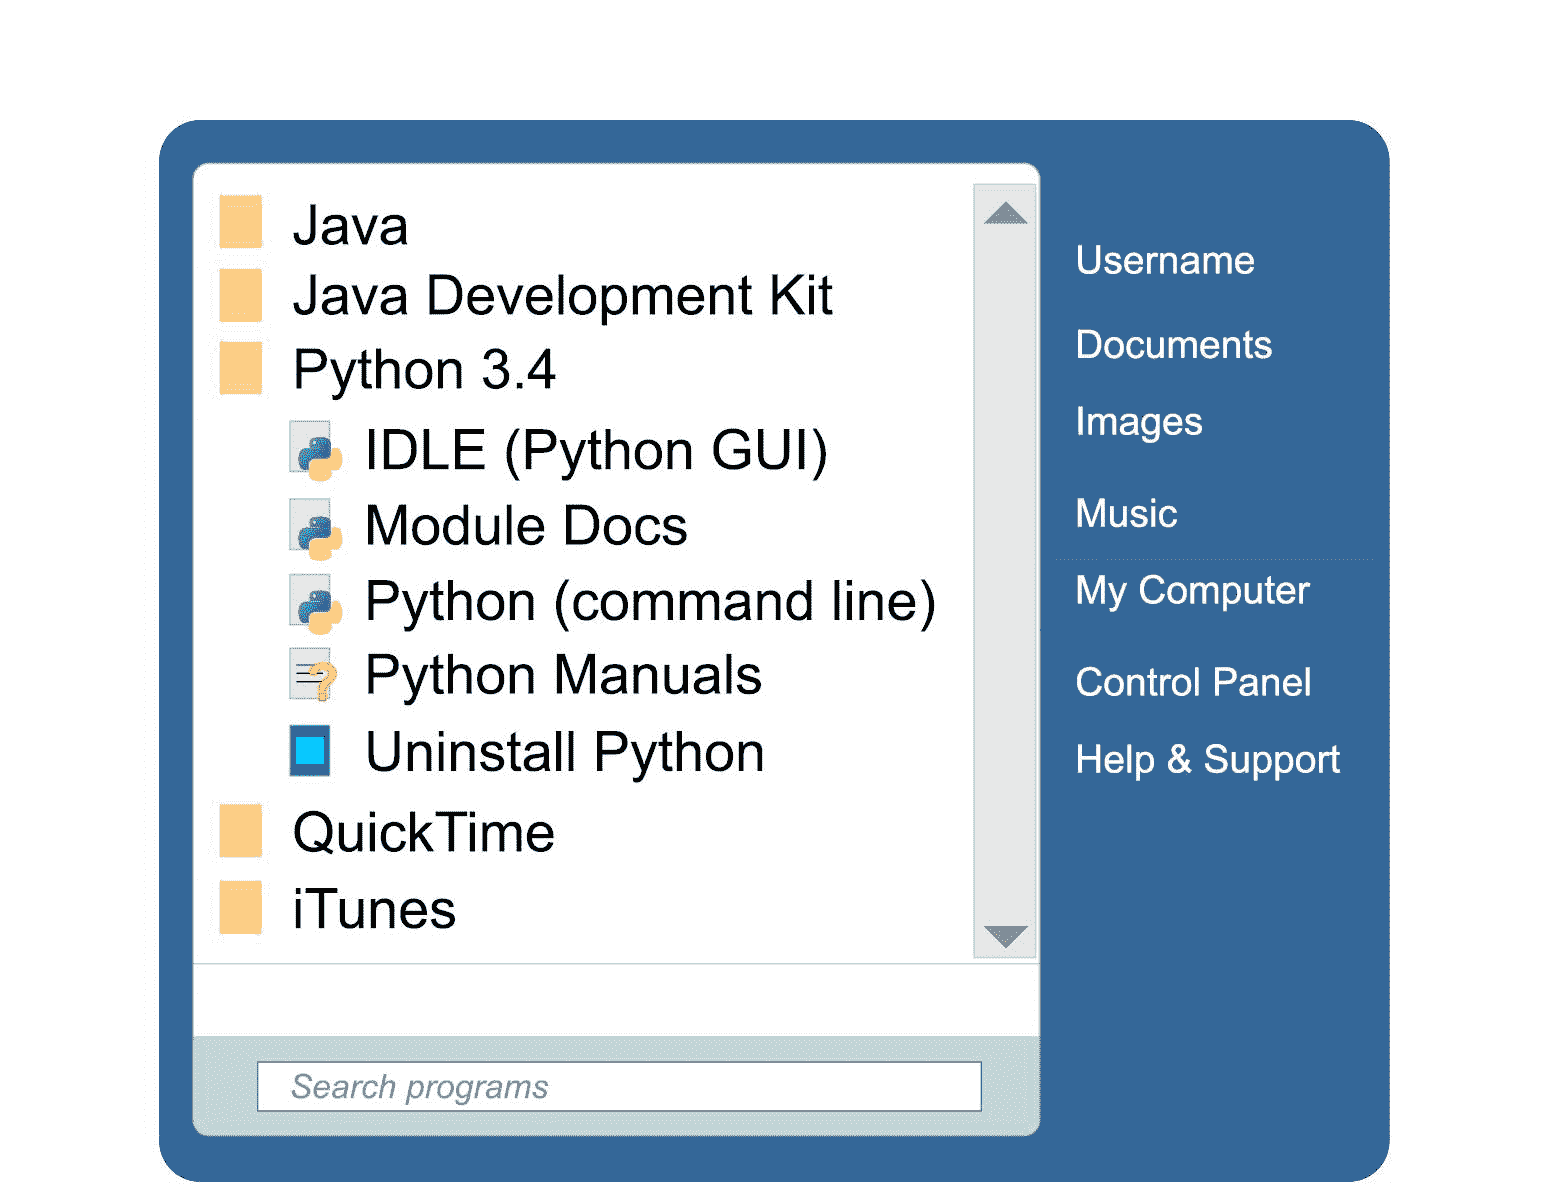 Java
Java Development Kit
Python 3.4
IDLE (Python GUI)
Module Docs
Python (command line)
Python Manuals
Uninstall Python
QuickTime
iTunes
Search programs
Username
Documents
Images
Music
My Computer
Control Panel
Help & Support